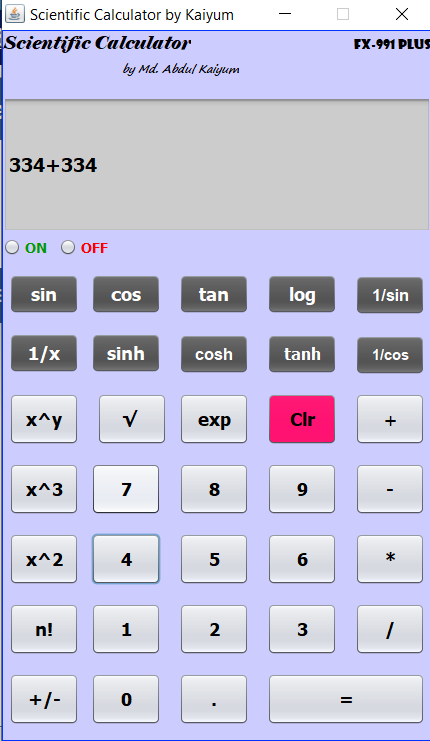 Scientific Calculator by Kaiyum
Scientific Calculator FX-991 PLUS
by Md. Abdul Kaiyum
334+334
ON OFF
sin cos tan log 1/sin
1/x sinh cosh tanh 1/cos
x^y √ exp Clr +
x^3 7 8 9 -
x^2 4 5 6 *
n! 1 2 3 /
+/- 0 . =